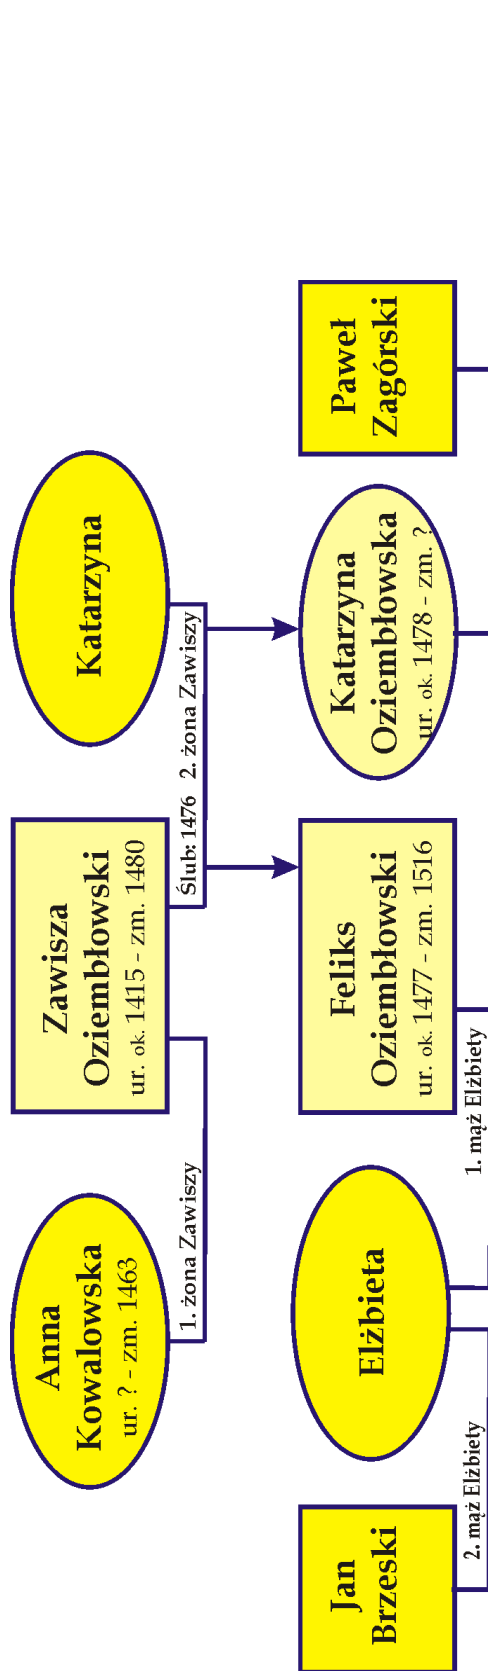 Anna
Kowalowska
ur. ? - zm. 1463
1. żona Zawiszy
Zawisza
Oziembłowski
ur. ok. 1415 - zm. 1480
Ślub: 1476 2. żona Zawiszy
Katarzyna
Jan
Brzeski
2. mąż Elżbiety
Elżbieta
1. mąż Elżbiety
Feliks
Oziembłowski
ur. ok. 1477 - zm. 1516
Katarzyna
Oziembłowska
ur. ok. 1478 - zm. ?
Paweł
Zagórski